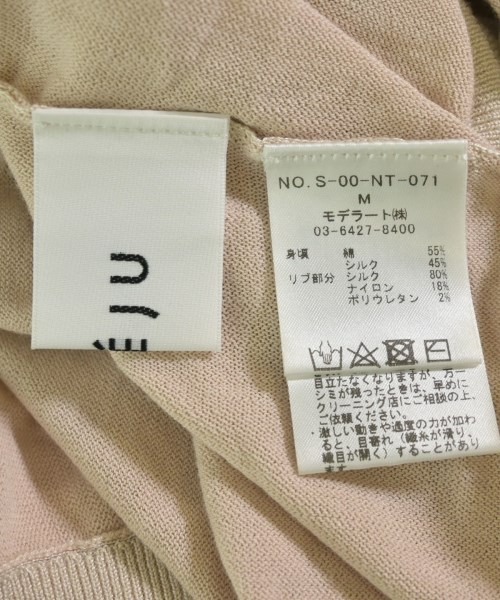 NO. S-00-NT-071
M
モデラート㈱
03-6427-8400
身頃 綿 55%
シルク 45%
リブ部分 シルク 80%
ナイロン 18%
ポリウレタン 2%
目立たなくなりますが、万一
シミが残ったときは、早めに
クリーニング店にご相談の上、
ご依頼ください。
・激しい動きや過度の力が加わ
ると、目寄れ（繊糸が滑り、
繊目が開く）することがあり
ます